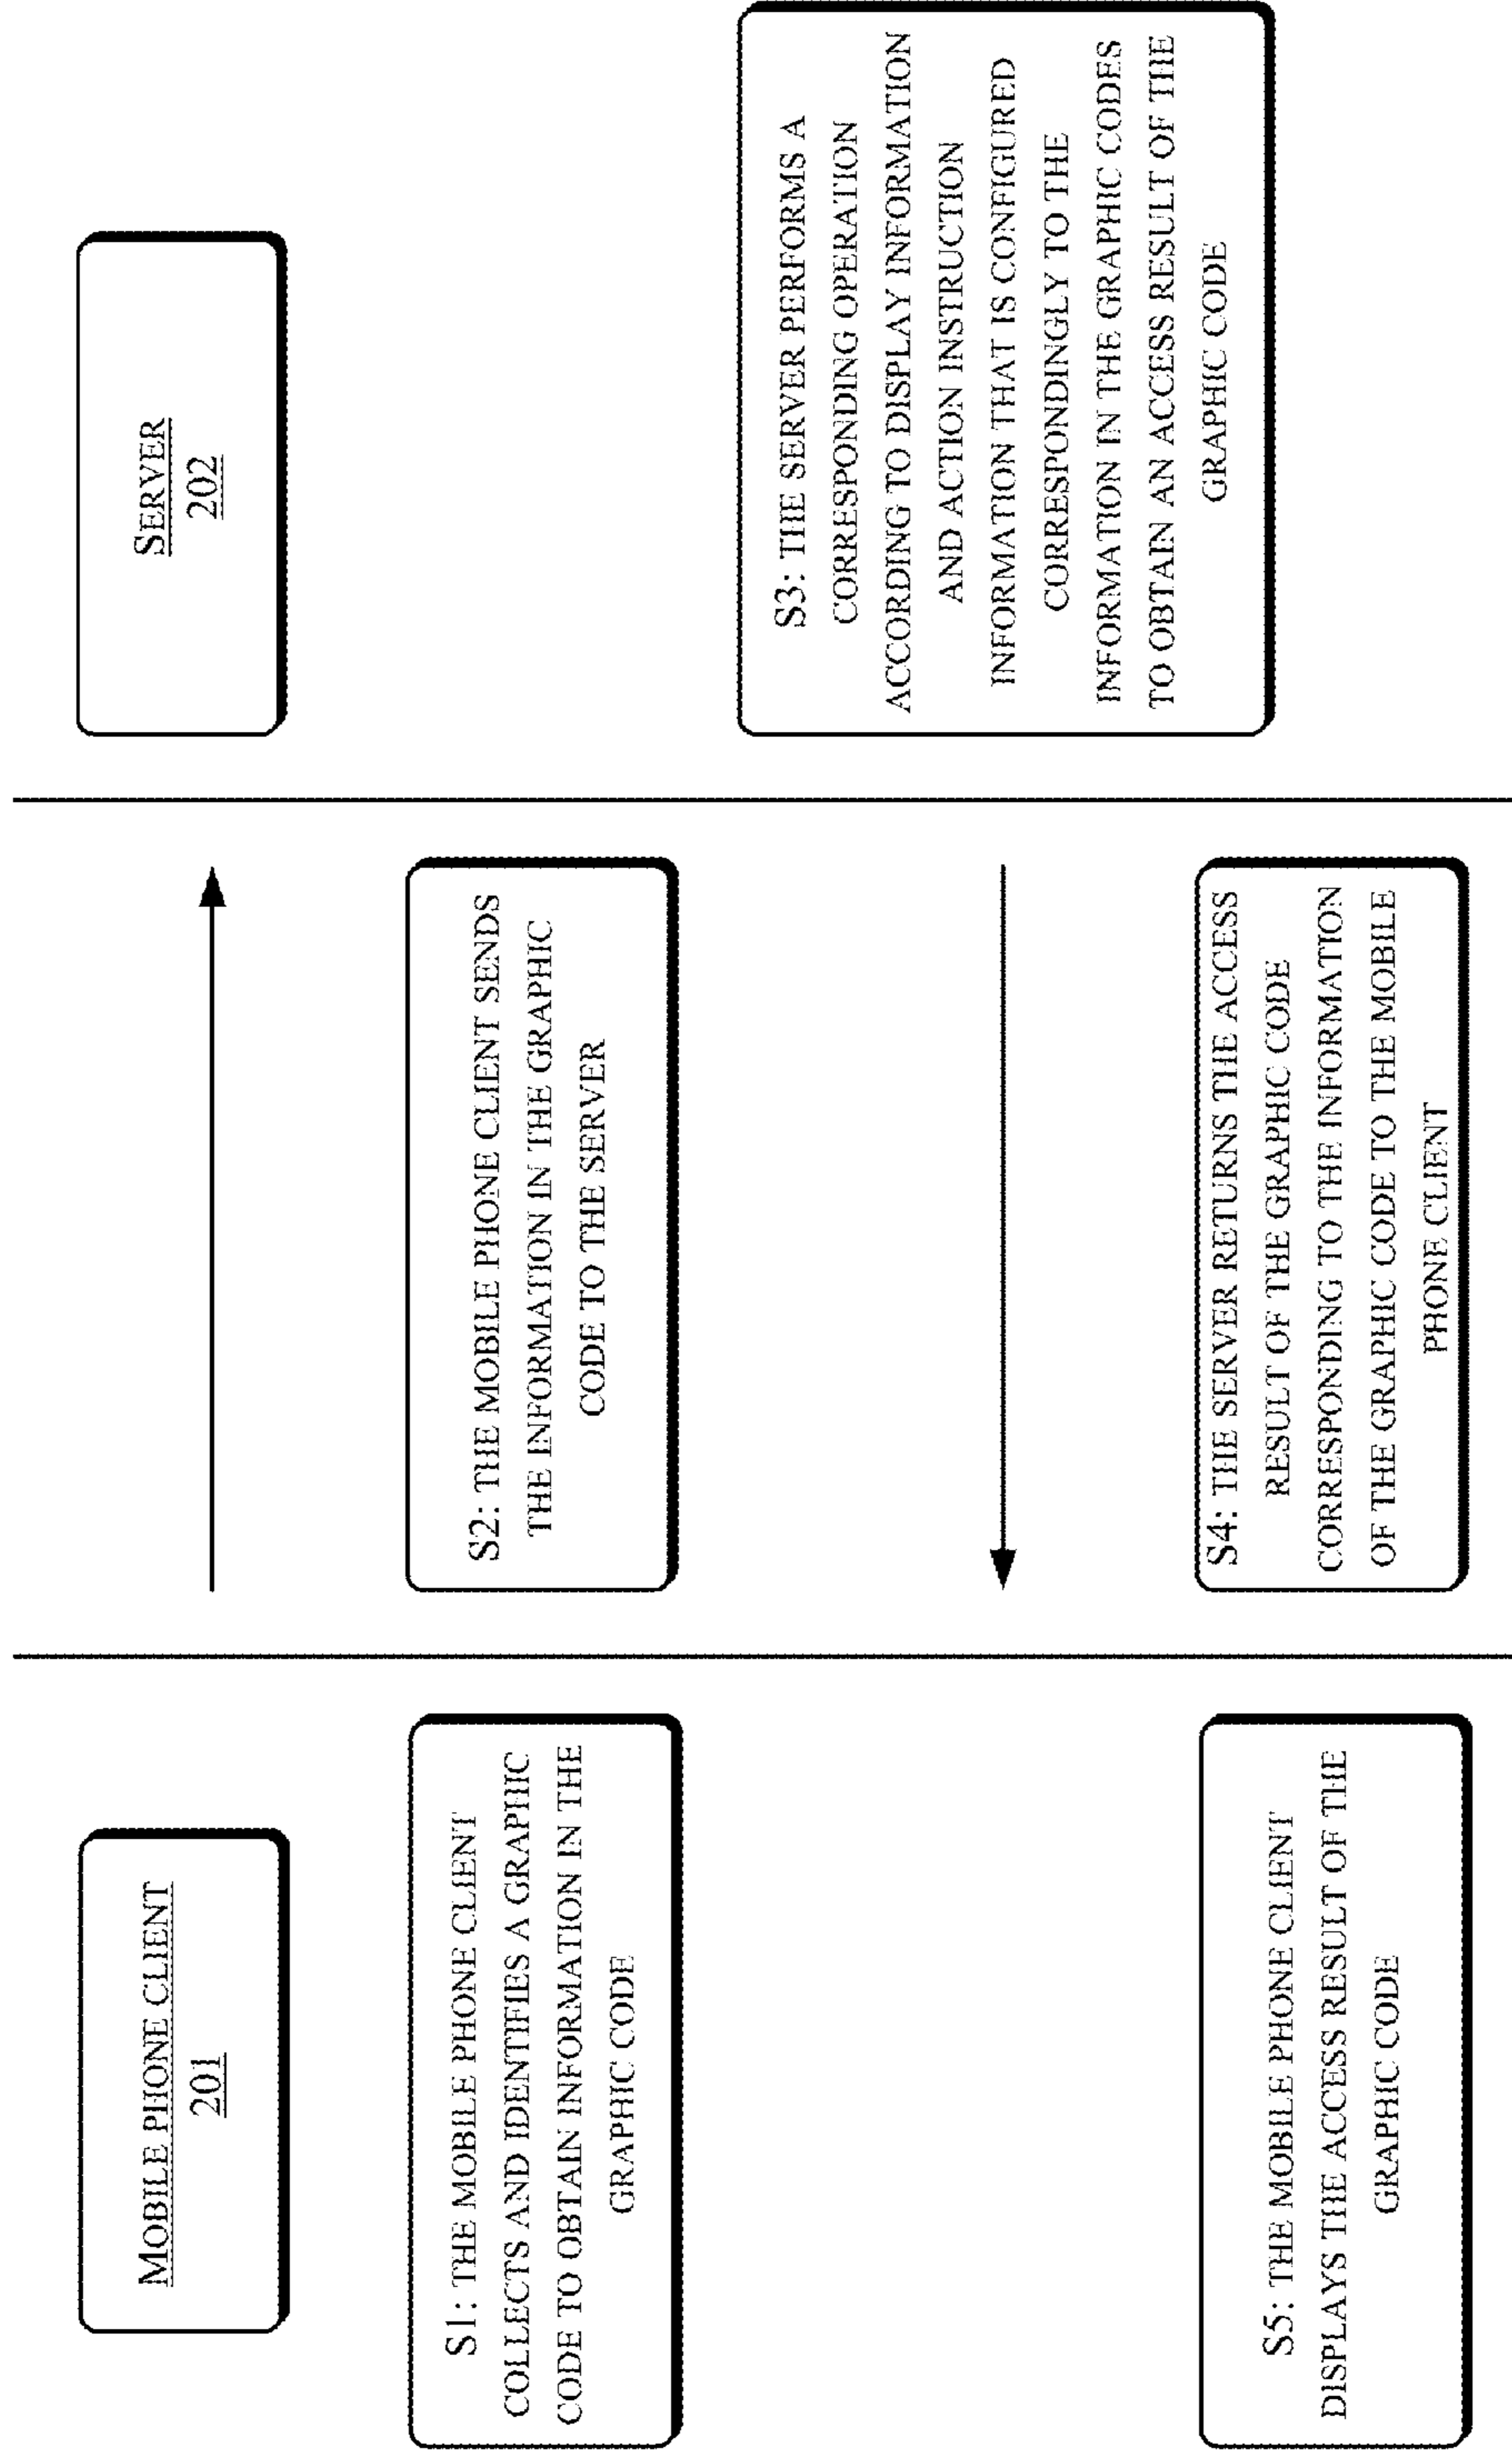 MOBILE PHONE CLIENT
201
SERVER
202
S1: THE MOBILE PHONE CLIENT
COLLECTS AND IDENTIFIES A GRAPHIC
CODE TO OBTAIN INFORMATION IN THE
GRAPHIC CODE
S2: THE MOBILE PHONE CLIENT SENDS
THE INFORMATION IN THE GRAPHIC
CODE TO THE SERVER
S3: THE SERVER PERFORMS A
CORRESPONDING OPERATION
ACCORDING TO DISPLAY INFORMATION
AND ACTION INSTRUCTION
INFORMATION THAT IS CONFIGURED
CORRESPONDINGLY TO THE
INFORMATION IN THE GRAPHIC CODES
TO OBTAIN AN ACCESS RESULT OF THE
GRAPHIC CODE
S4: THE SERVER RETURNS THE ACCESS
RESULT OF THE GRAPHIC CODE
CORRESPONDING TO THE INFORMATION
OF THE GRAPHIC CODE TO THE MOBILE
PHONE CLIENT
S5: THE MOBILE PHONE CLIENT
DISPLAYS THE ACCESS RESULT OF THE
GRAPHIC CODE